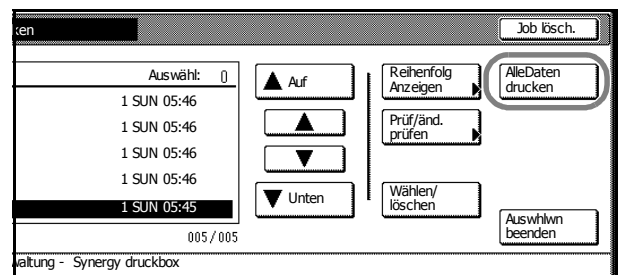 ken
Job lösch.
Auswähl: 0
1 SUN 05:46
1 SUN 05:46
1 SUN 05:46
1 SUN 05:46
1 SUN 05:45
005/005
Auf
Unten
Reihenfolg
Anzeigen
Prüf/änd.
prüfen
Wählen/
löschen
AlleDaten
drucken
Auswhlwn
beenden
waltung - Synergy druckbox